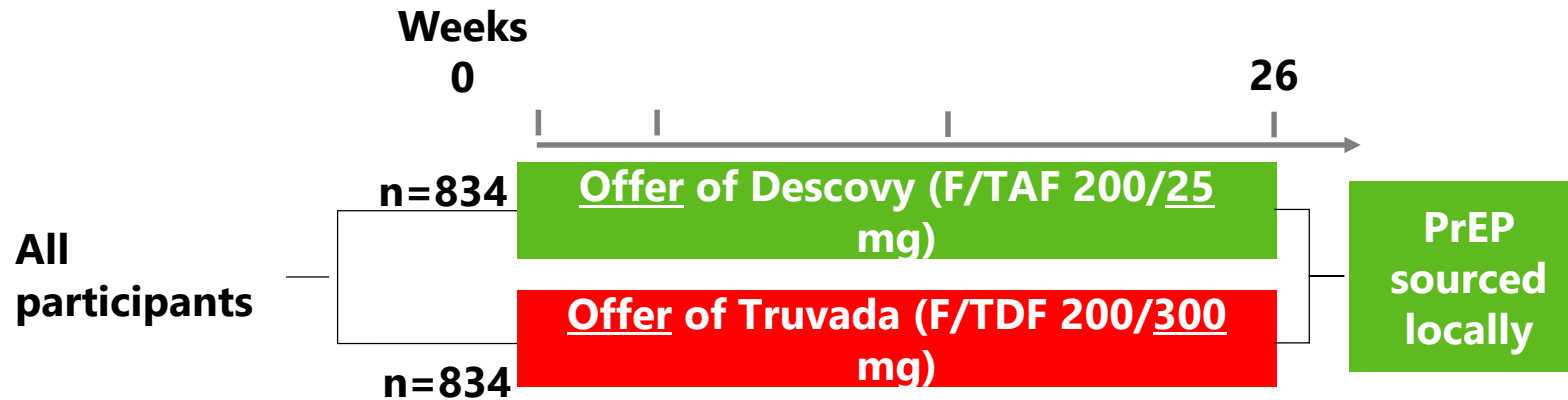 Weeks
0
26
n=834
Offer of Descovy (F/TAF 200/25
mg)
All
participants
PrEP
sourced
locally
Offer of Truvada (F/TDF 200/300
mg)
n=834